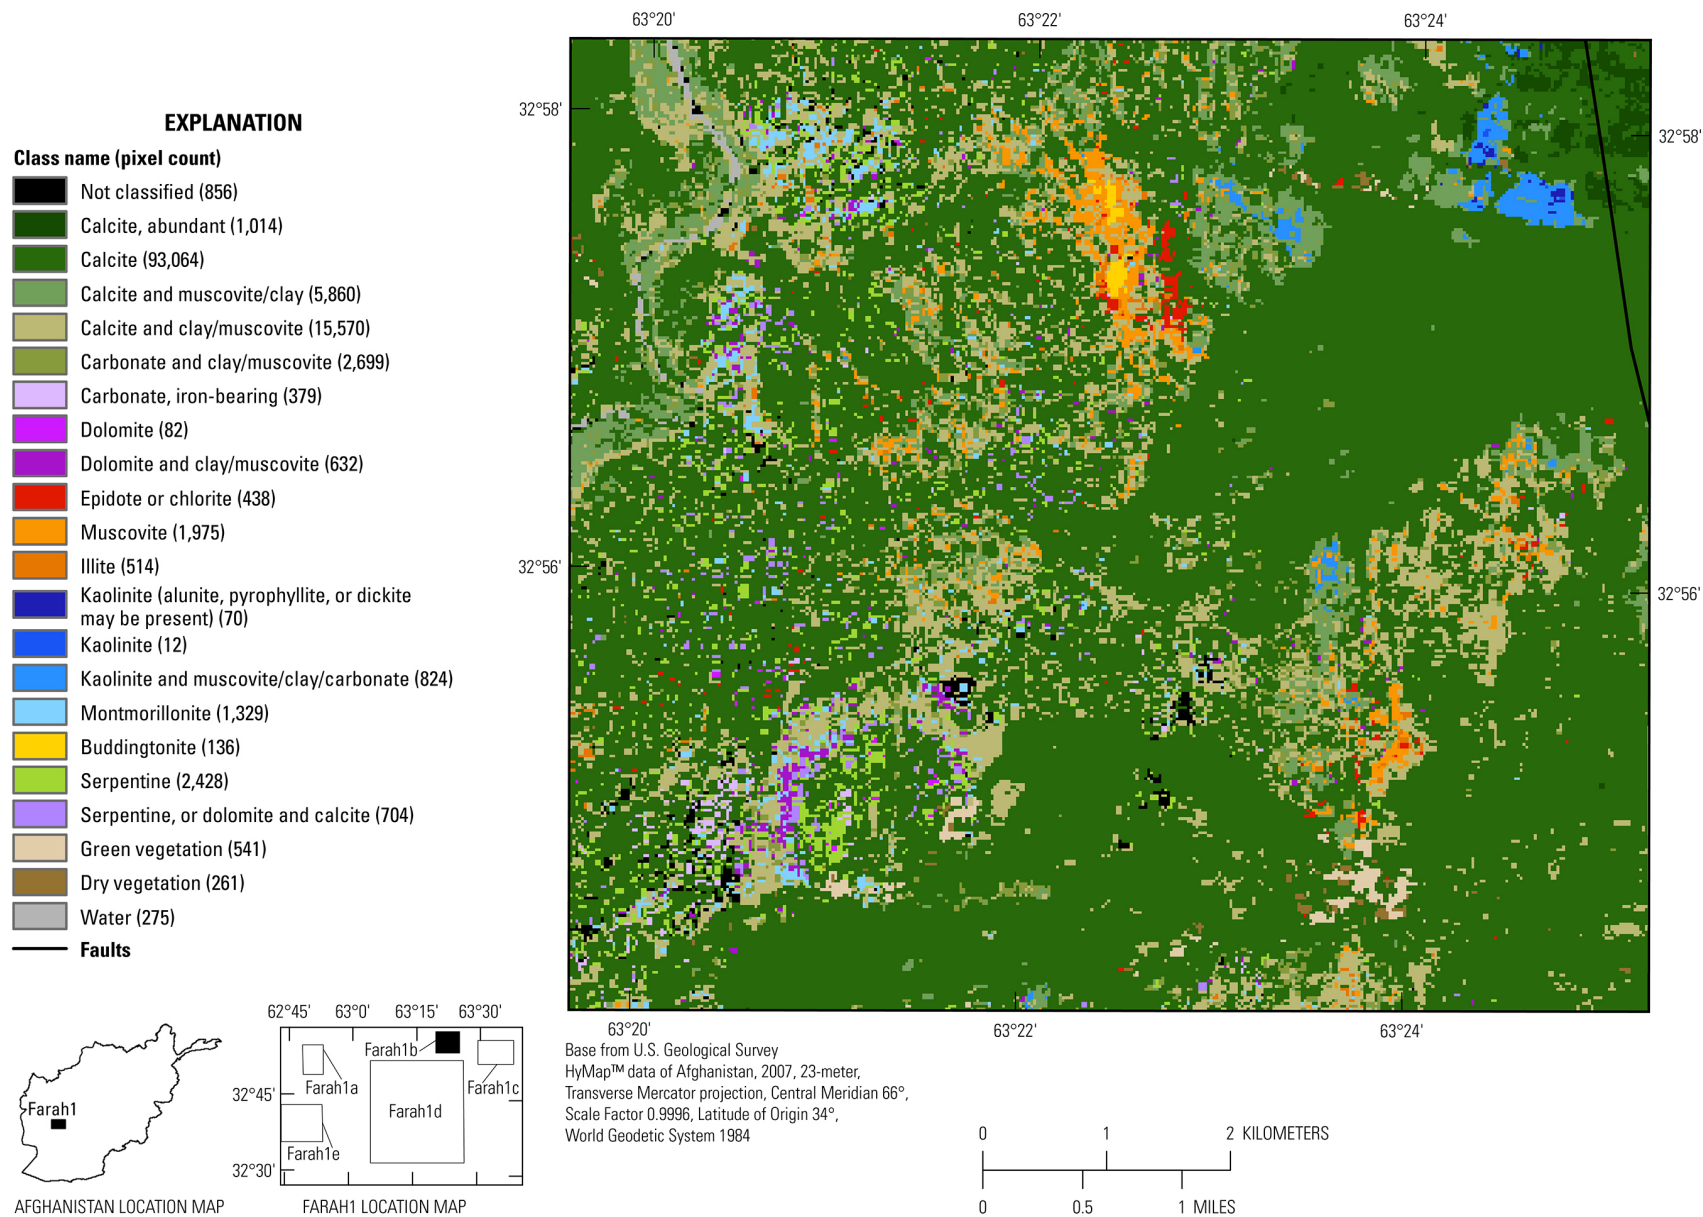 63°20' 63°22' 63°24'
32°58'
32°58'
32°56'
32°56'
EXPLANATION
Class name (pixel count)
Not classified (856)
Calcite, abundant (1,014)
Calcite (93,064)
Calcite and muscovite/clay (5,860)
Calcite and clay/muscovite (15,570)
Carbonate and clay/muscovite (2,699)
Carbonate, iron-bearing (379)
Dolomite (82)
Dolomite and clay/muscovite (632)
Epidote or chlorite (438)
Muscovite (1,975)
Illite (514)
Kaolinite (alunite, pyrophyllite, or dickite
may be present) (70)
Kaolinite (12)
Kaolinite and muscovite/clay/carbonate (824)
Montmorillonite (1,329)
Buddingtonite (136)
Serpentine (2,428)
Serpentine, or dolomite and calcite (704)
Green vegetation (541)
Dry vegetation (261)
Water (275)
Faults
63°20' 63°22' 63°24'
Farah1
AFGHANISTAN LOCATION MAP
62°45' 63°0' 63°15' 63°30'
32°45'
32°30'
Farah1b
Farah1a
Farah1c
Farah1d
Farah1e
FARAH1 LOCATION MAP
Base from U.S. Geological Survey
HyMap™ data of Afghanistan, 2007, 23-meter,
Transverse Mercator projection, Central Meridian 66°,
Scale Factor 0.9996, Latitude of Origin 34°,
World Geodetic System 1984
0 1 2 KILOMETERS
0 0.5 1 MILES